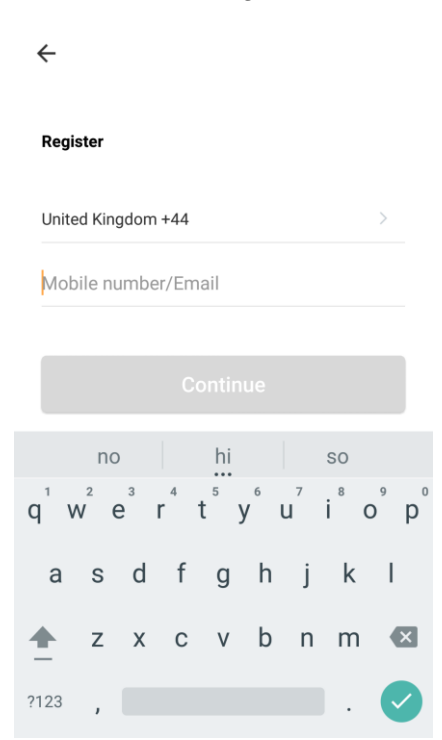 Register
United Kingdom +44
Mobile number/Email
Continue
no hi so
1 2 3 4 5 6 7 8 9 0
q w e r t y u i o p
a s d f g h j k l
z x c v b n m
?123 , .